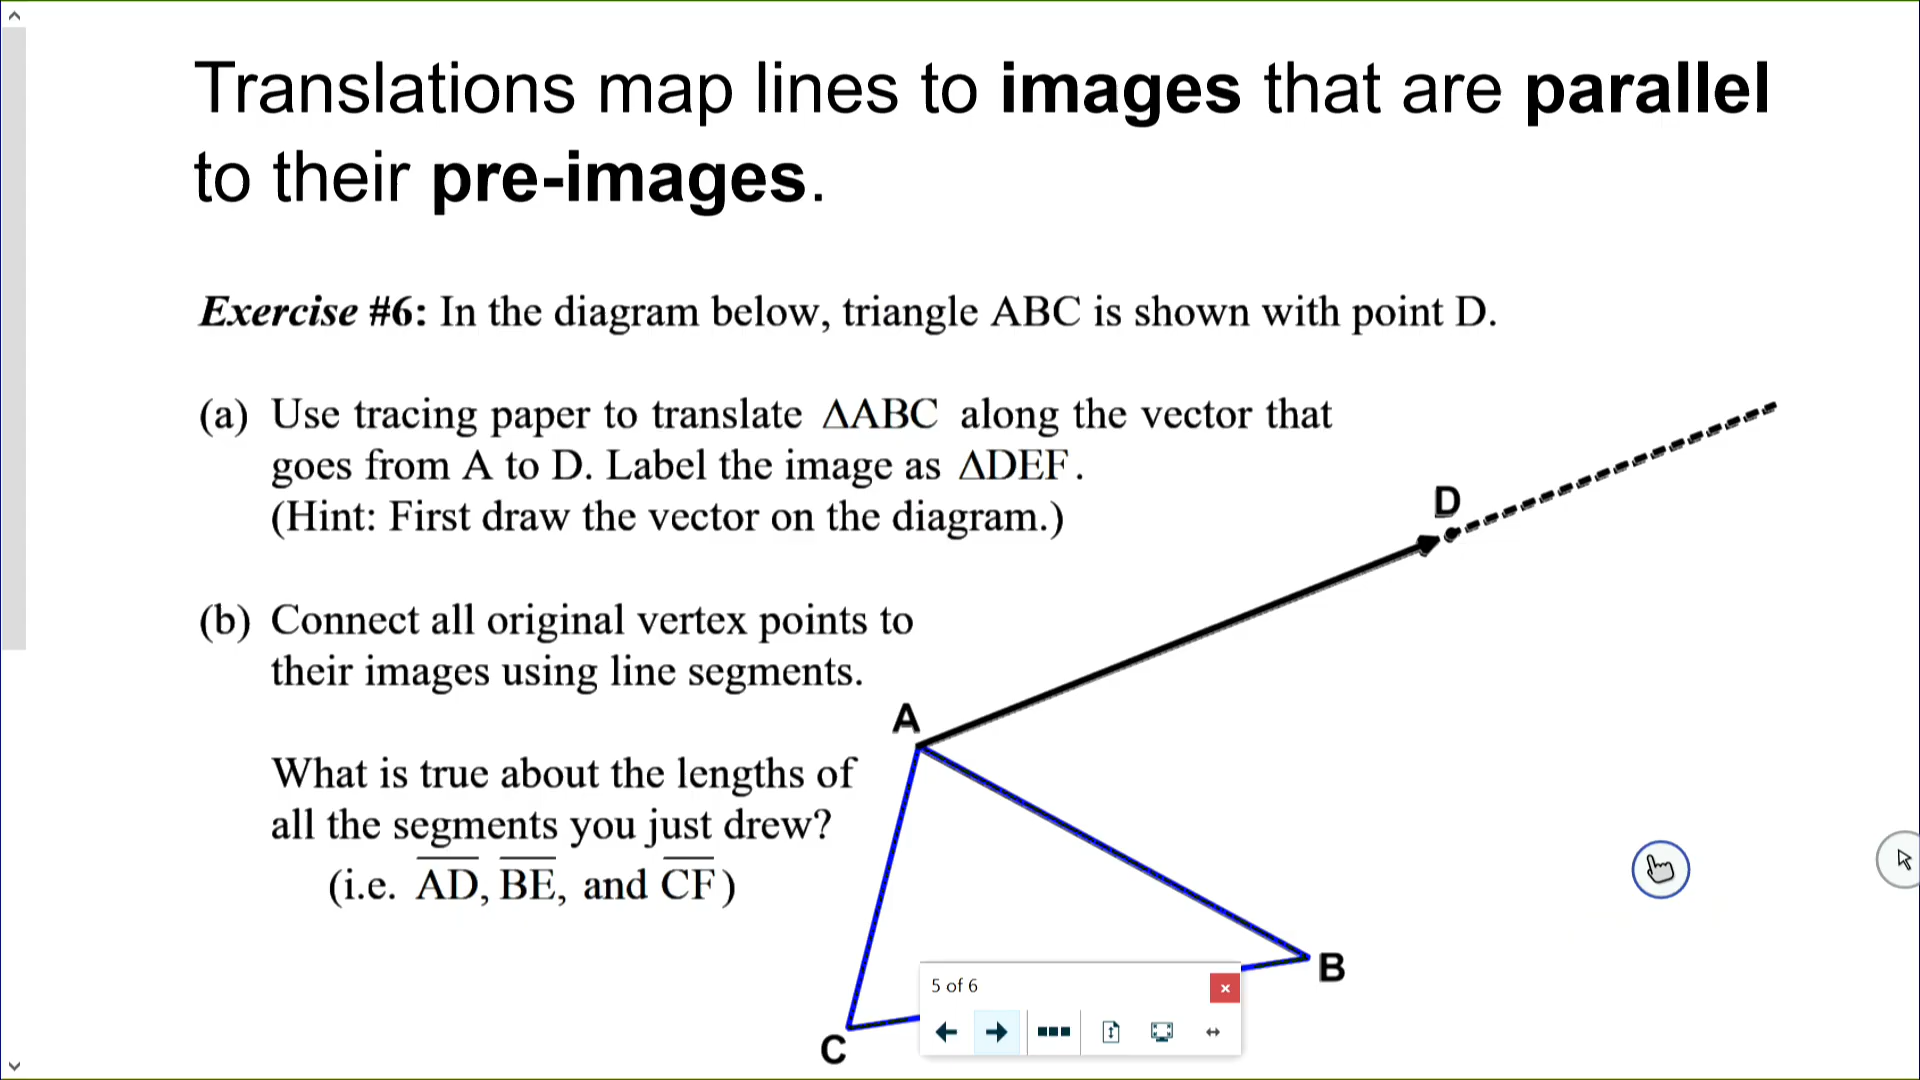 Translations map lines to images that are parallel
to their pre-images.
Exercise #6: In the diagram below, triangle ABC is shown with point D.
(a) Use tracing paper to translate ΔABC along the vector that
goes from A to D. Label the image as ΔDEF.
(Hint: First draw the vector on the diagram.)
D
(b) Connect all original vertex points to
their images using line segments.
A
What is true about the lengths of
all the segments you just drew?
(i.e. AD, BE, and CF)
B
5 of 6
C